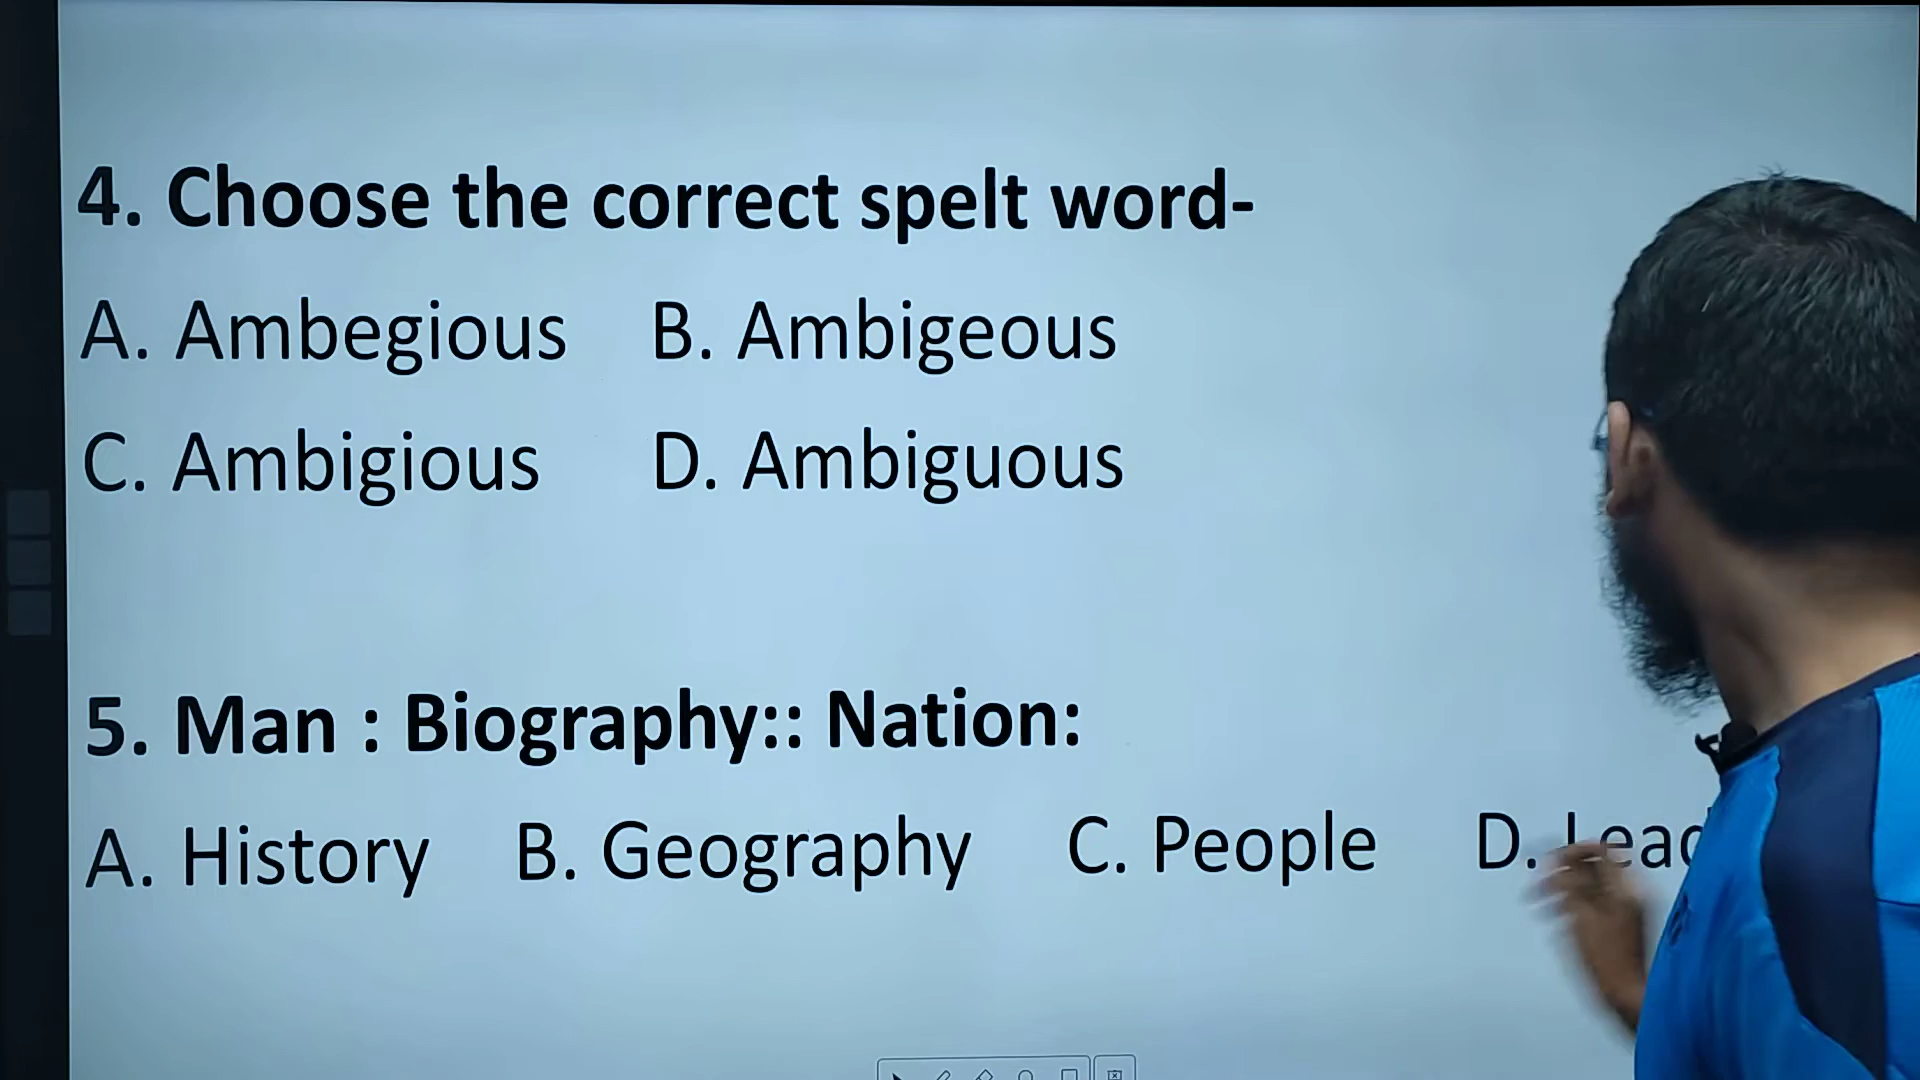 4. Choose the correct spelt word-
A. Ambegious B. Ambigeous
C. Ambigious D. Ambiguous
5. Man : Biography:: Nation:
A. History B. Geography C. People D.